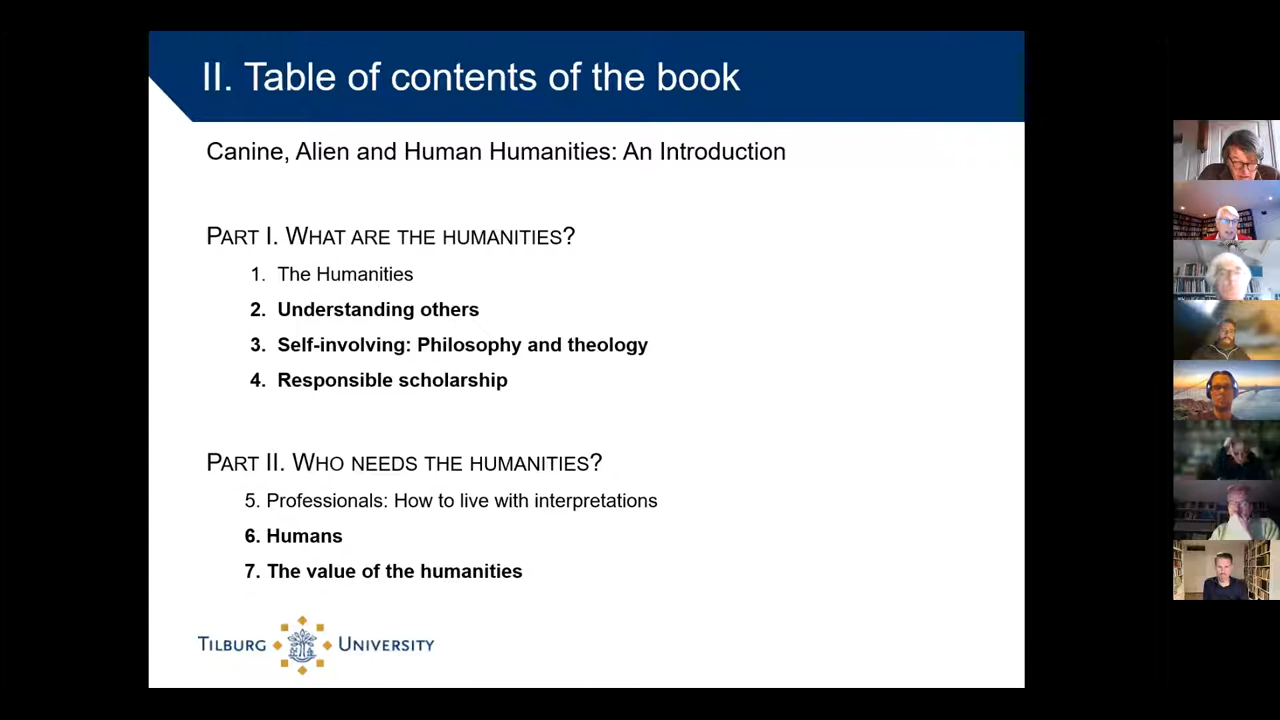 II. Table of contents of the book
Canine, Alien and Human Humanities: An Introduction
PART I. WHAT ARE THE HUMANITIES?
1. The Humanities
2. Understanding others
3. Self-involving: Philosophy and theology
4. Responsible scholarship
PART II. WHO NEEDS THE HUMANITIES?
5. Professionals: How to live with interpretations
6. Humans
7. The value of the humanities
TILBURG UNIVERSITY